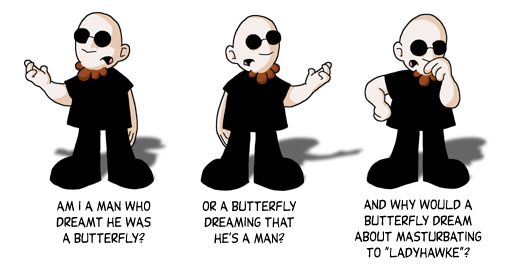 AM I A MAN WHO
DREAMT HE WAS
A BUTTERFLY?
OR A BUTTERFLY
DREAMING THAT
HE'S A MAN?
AND WHY WOULD A
BUTTERFLY DREAM
ABOUT MASTURBATING
TO "LADYHAWKE"?